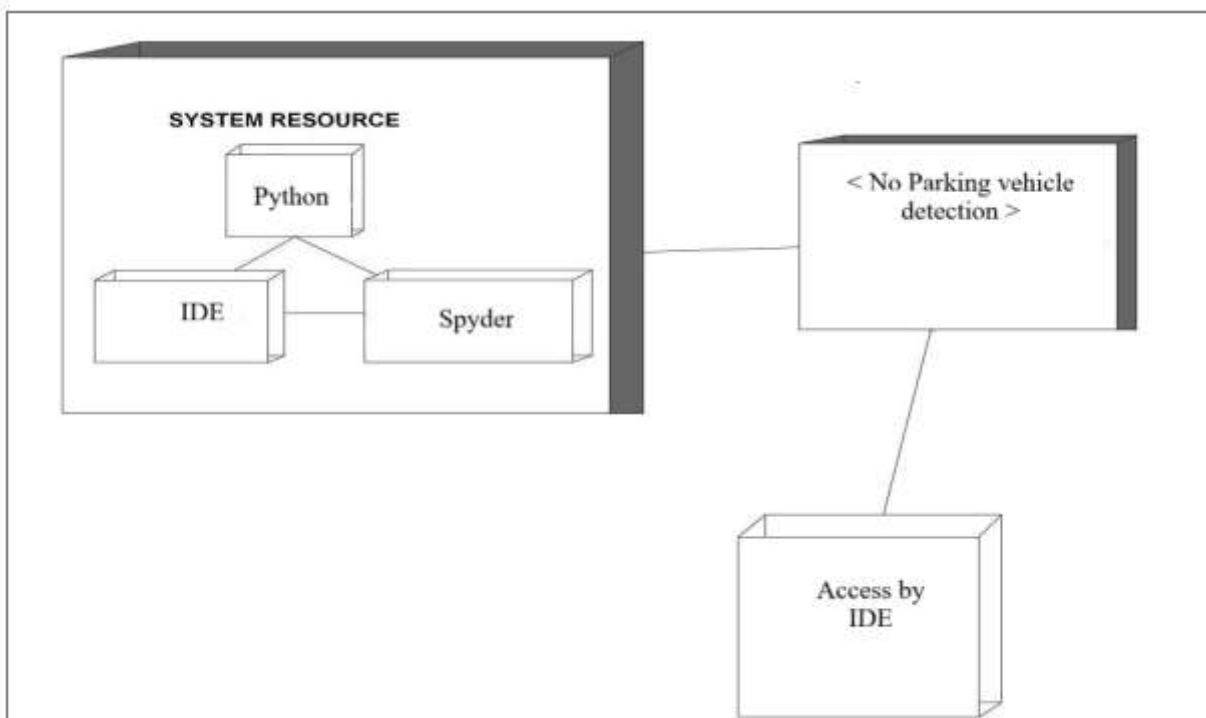 SYSTEM RESOURCE
Python
IDE
Spyder
< No Parking vehicle
detection >
Access by
IDE